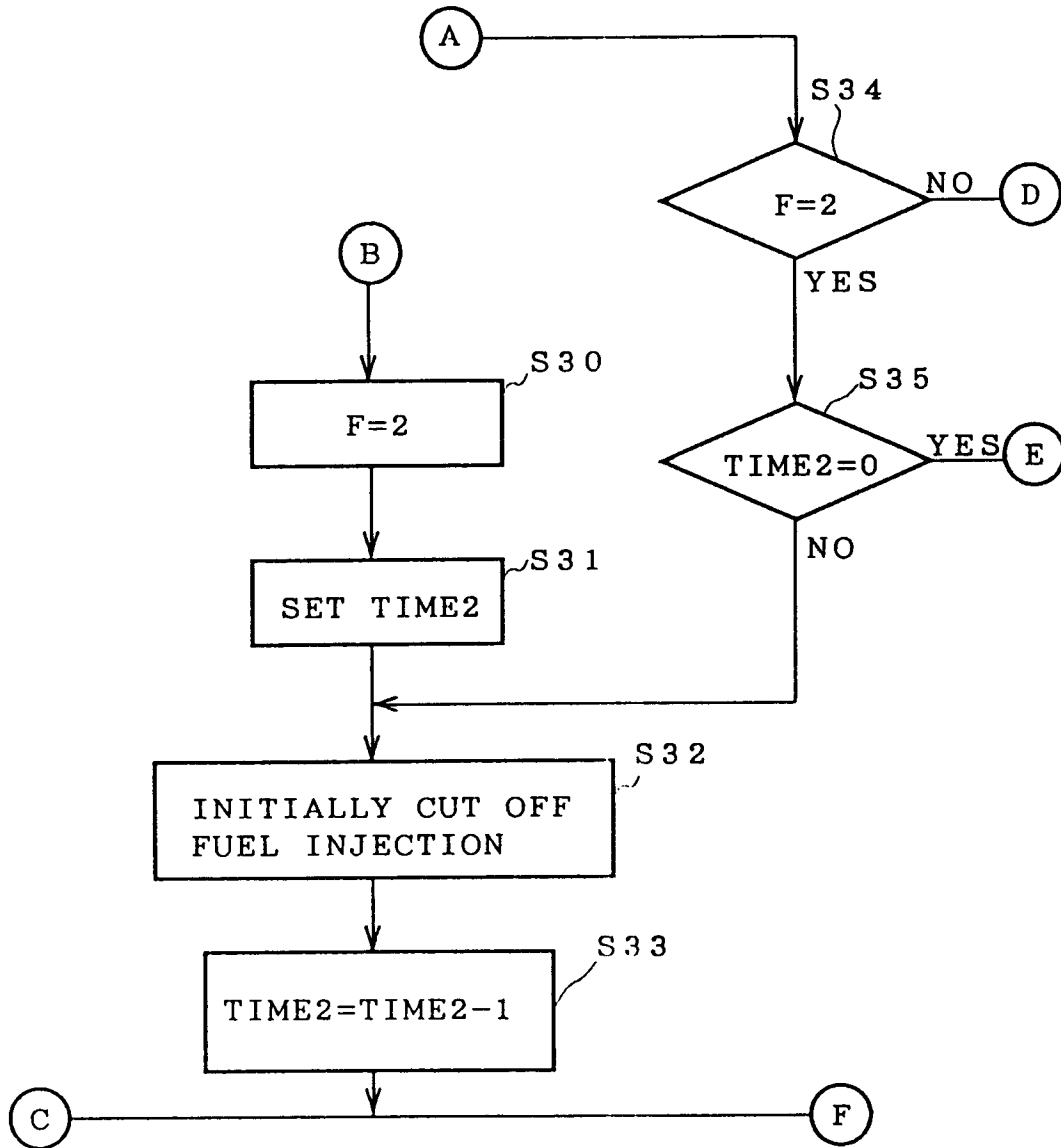 A
S34
F=2
NO
D
YES
B
S30
F=2
S35
TIME2=0
YES
E
NO
S31
SET TIME2
S32
INITIALLY CUT OFF
FUEL INJECTION
S33
TIME2=TIME2-1
C
F